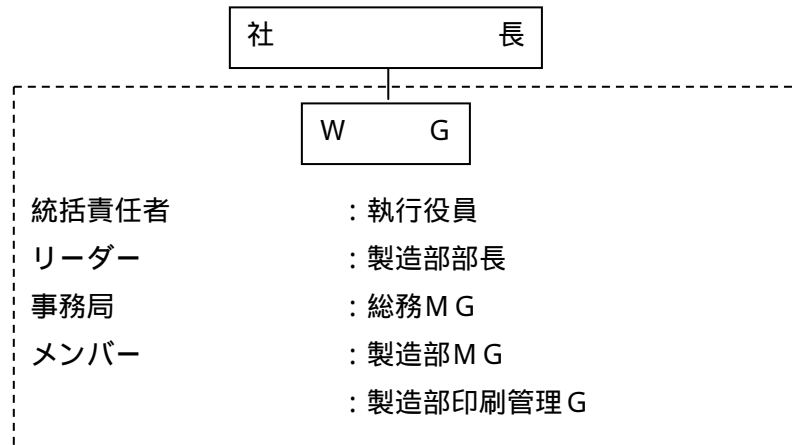 社　　　　　　長
W　　　G
統括責任者　　　　　　：執行役員
リーダー　　　　　　　：製造部部長
事務局　　　　　　　　：総務ＭＧ
メンバー　　　　　　　：製造部ＭＧ
：製造部印刷管理Ｇ